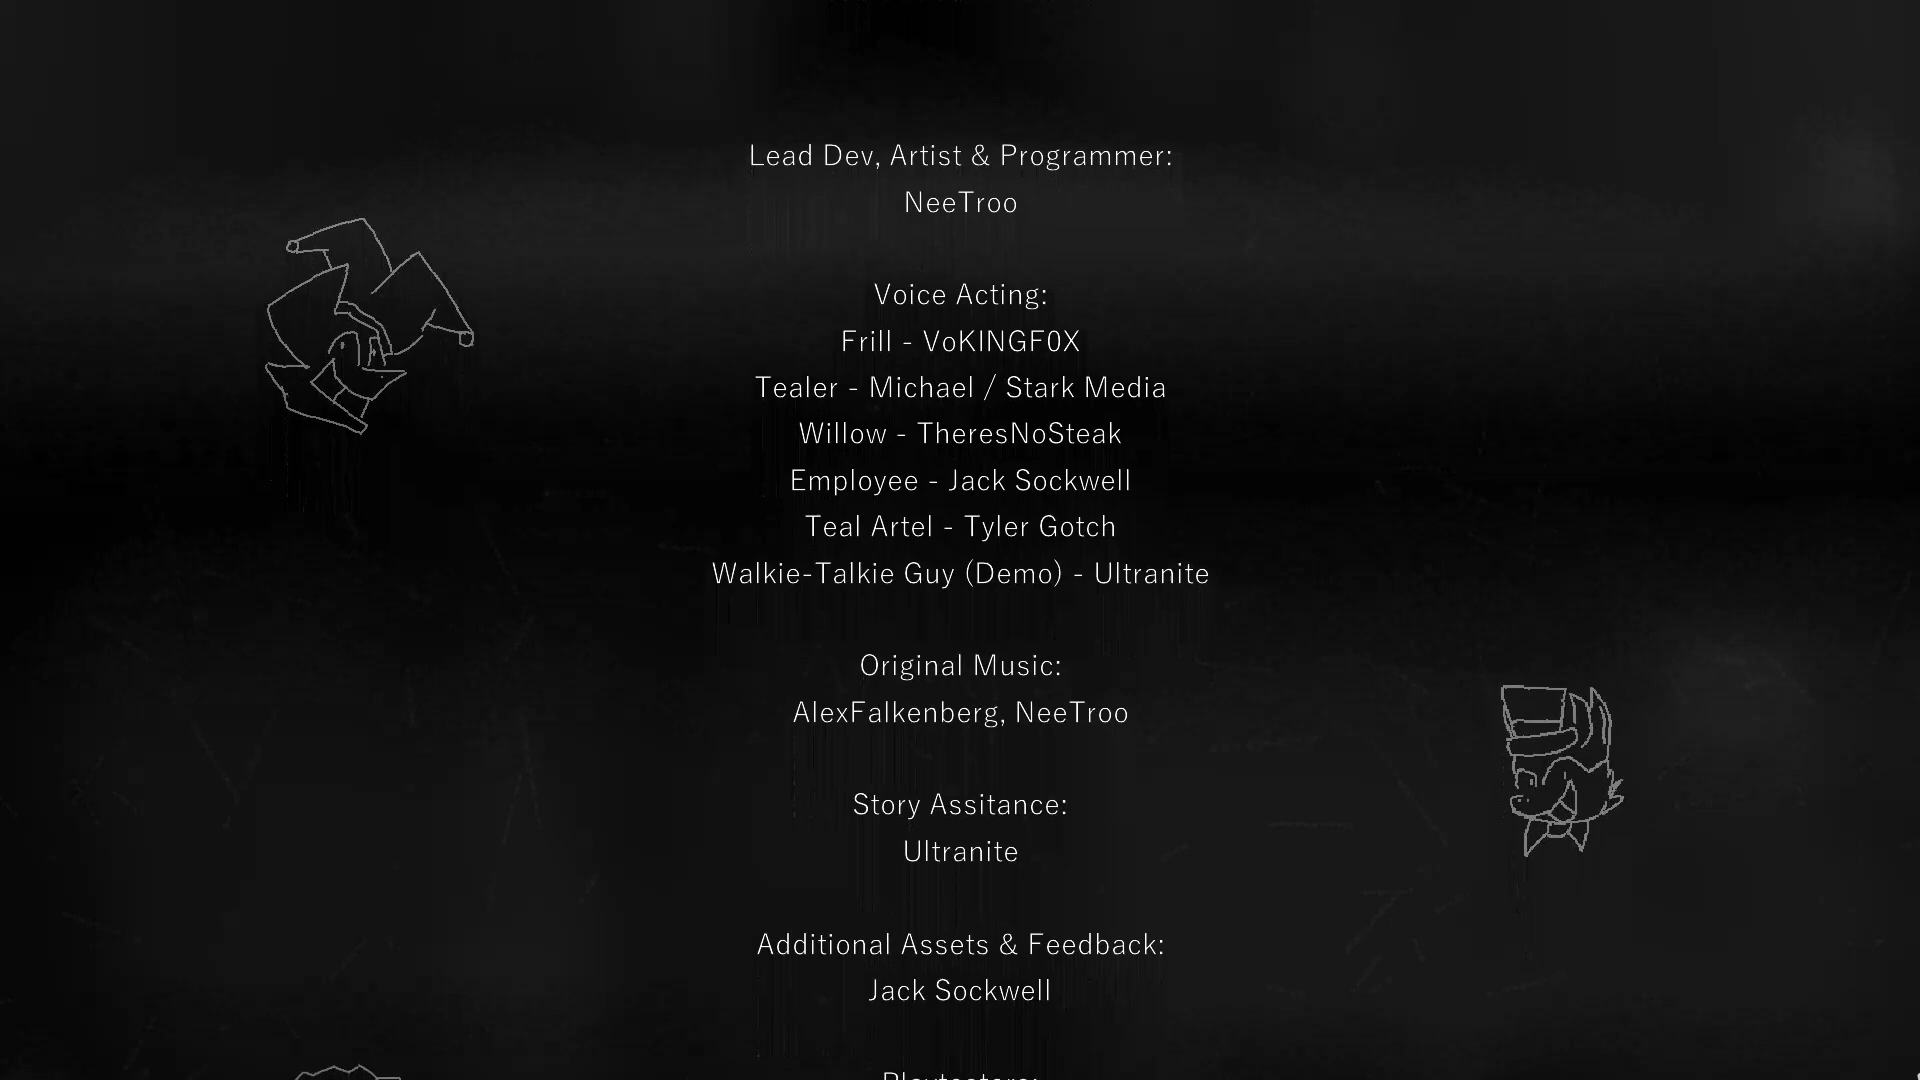 Lead Dev, Artist & Programmer:
NeeTroo
Voice Acting:
Frill - VoKINGF0X
Tealer - Michael / Stark Media
Willow - TheresNoSteak
Employee - Jack Sockwell
Teal Artel - Tyler Gotch
Walkie-Talkie Guy (Demo) - Ultranite
Original Music:
AlexFalkenberg, NeeTroo
Story Assitance:
Ultranite
Additional Assets & Feedback:
Jack Sockwell